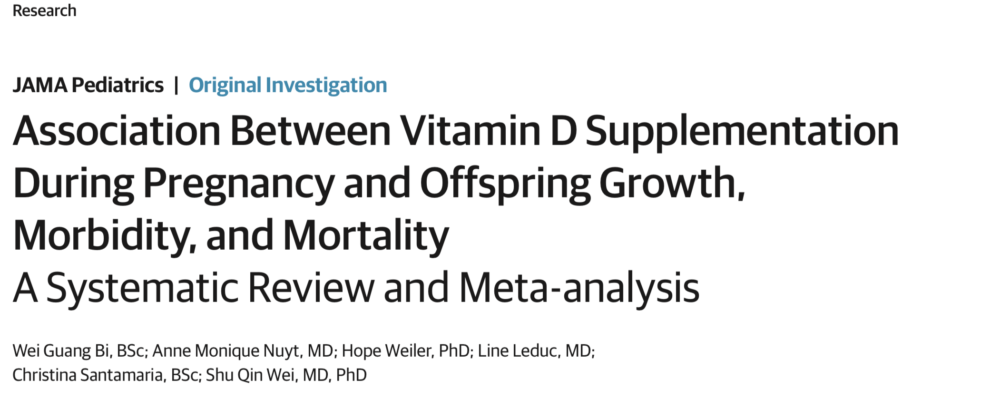 Research
JAMA Pediatrics | Original Investigation
Association Between Vitamin D Supplementation
During Pregnancy and Offspring Growth,
Morbidity, and Mortality
A Systematic Review and Meta-analysis
Wei Guang Bi, BSc; Anne Monique Nuyt, MD; Hope Weiler, PhD; Line Leduc, MD;
Christina Santamaria, BSc; Shu Qin Wei, MD, PhD